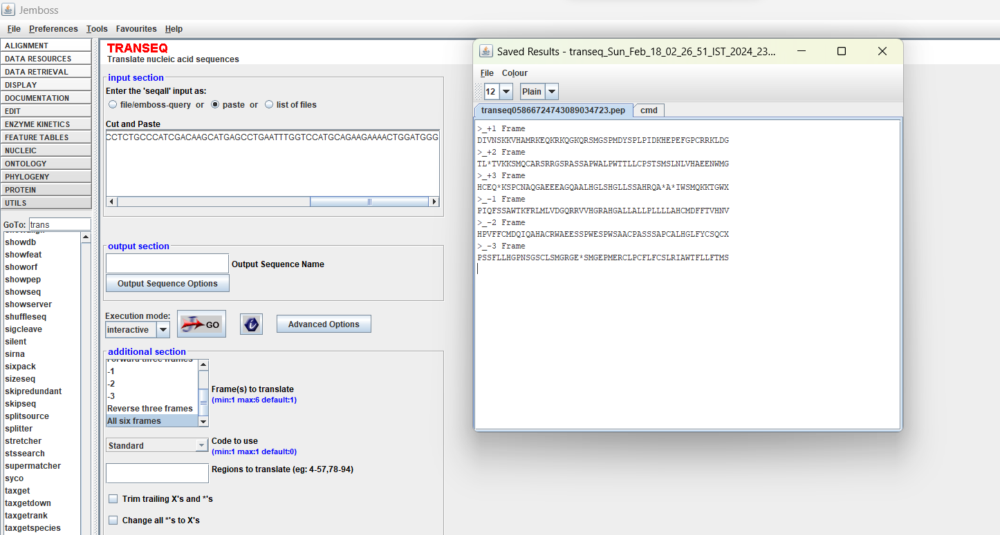 Jemboss
File Preferences Tools Favourites Help
ALIGNMENT
DATA RESOURCES
DATA RETRIEVAL
DISPLAY
DOCUMENTATION
EDIT
ENZYME KINETICS
FEATURE TABLES
NUCLEIC
ONTOLOGY
PHYLOGENY
PROTEIN
UTILS
GoTo: trans
showdb
showfeat
showorf
showpep
showseq
showserver
shuffleseq
sigcleave
silent
sirna
sixpack
sizeseq
skipredundant
skipseq
splitsource
splitter
stretcher
stssearch
supermatcher
syco
taxget
taxgetdown
taxgetrank
taxgetspecies
TRANSEQ
Translate nucleic acid sequences
input section
Enter the 'seqall' input as:
file/emboss-query or paste or list of files
Cut and Paste
CCTCTGCCCATCGACAAGCATGAGCCTGAATTTGGTCCATGCAGAAGAAAACTGGATGGG
output section
Output Sequence Name
Output Sequence Options
Execution mode:
interactive
GO
Advanced Options
additional section
Forward three frames
-1
-2
-3
Reverse three frames
All six frames
Frame(s) to translate
(min:1 max:6 default:1)
Standard
Code to use
(min:1 max:1 default:0)
Regions to translate (eg: 4-57,78-94)
Trim trailing X's and *'s
Change all *'s to X's
Saved Results - transeq_Sun_Feb_18_02_26_51_IST_2024_23...
File Colour
12 Plain
transeq05866724743089034723.pep cmd
>_+1 Frame
DIVNSKKVHAMRKEQKRKQGKQRSMGSPMDYSPLPIDKHEPEFGPCRRKLDG
>_+2 Frame
TL*TVKKSMQCARSRRGSRASSAPWALPWTTLLCPSTSMSLNLVHAEENWMG
>_+3 Frame
HCEQ*KSPCNAQGAEEEAGQAALHGLSHGLLSSAHRQA*A*IWSMQKKTGWX
>_-1 Frame
PIQFSSAWTKFRLMLVDGQRRVVHGRAHGALLALLPLLLLAHCMDFFTVHNV
>_-2 Frame
HPVFFCMDQIQAHACRWAEESSPWESPWSAACPASSSAPCALHGLFYCSQCX
>_-3 Frame
PSSFLLHGPNSGSCLSMGRGE*SMGEPMERCLPCFLFCSLRIAWTFLLFTMS